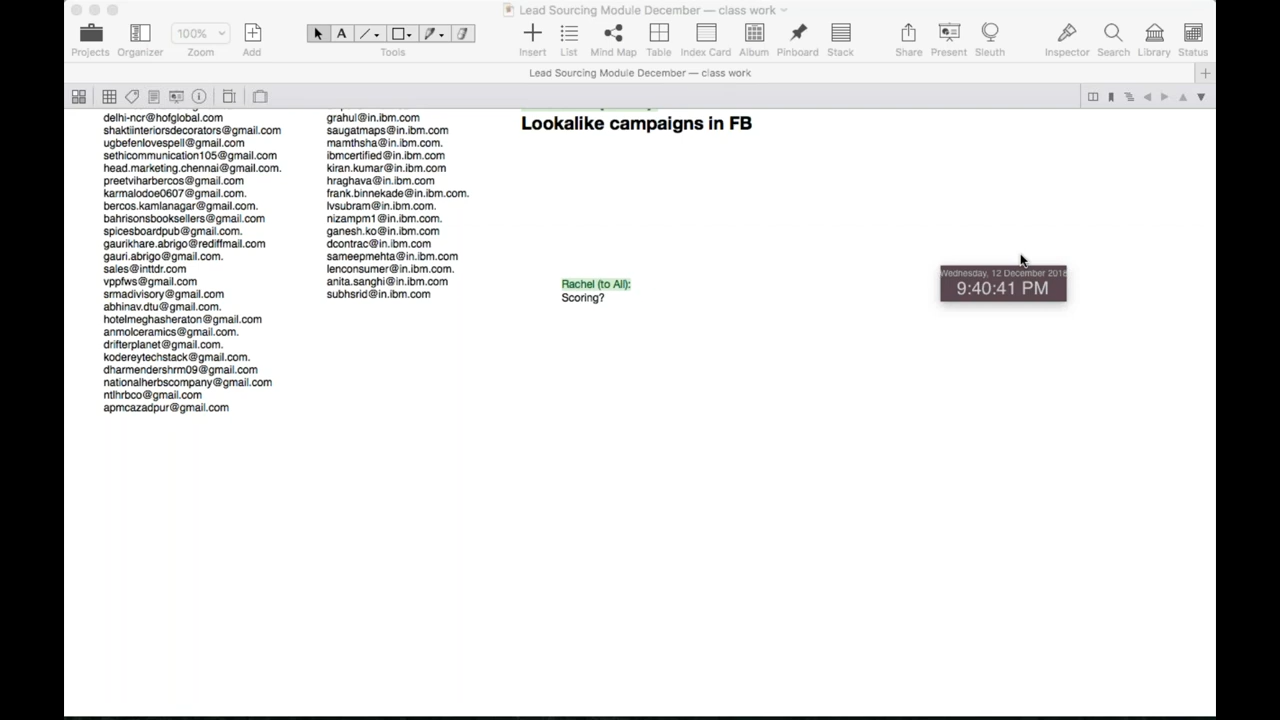 Lead Sourcing Module December — class work
Projects
Organizer
100%
Zoom
Add
A
Tools
Insert
List
Mind Map
Table
Index Card
Album
Pinboard
Stack
Share
Present
Sleuth
Inspector
Search
Library
Status
Lead Sourcing Module December — class work
delhi-ncr@hofglobal.com
shaktiinteriorsdecorators@gmail.com
ugbefenlovespell@gmail.com
sethicommunication105@gmail.com
head.marketing.chennai@gmail.com.
preetviharbercos@gmail.com
karmalodoe0607@gmail.com.
bercos.kamlanagar@gmail.com.
bahrisonsbooksellers@gmail.com
spicesboardpub@gmail.com.
gaurikhare.abrigo@rediffmail.com
gauri.abrigo@gmail.com.
sales@inttdr.com
vppfws@gmail.com
srmadivisory@gmail.com
abhinav.dtu@gmail.com.
hotelmeghasheraton@gmail.com
anmolceramics@gmail.com.
drifterplanet@gmail.com.
kodereytechstack@gmail.com.
dharmendershrm09@gmail.com
nationalherbscompany@gmail.com
ntlhrbco@gmail.com
apmcazadpur@gmail.com
grahul@in.ibm.com
saugatmaps@in.ibm.com
mamthsha@in.ibm.com.
ibmcertified@in.ibm.com
kiran.kumar@in.ibm.com
hraghava@in.ibm.com
frank.binnekade@in.ibm.com.
lvsubram@in.ibm.com.
nizampm1@in.ibm.com.
ganesh.ko@in.ibm.com
dcontrac@in.ibm.com
sameepmehta@in.ibm.com
lenconsumer@in.ibm.com.
anita.sanghi@in.ibm.com
subhsrid@in.ibm.com
Lookalike campaigns in FB
Rachel (to All):
Scoring?
Wednesday, 12 December 2018
9:40:41 PM